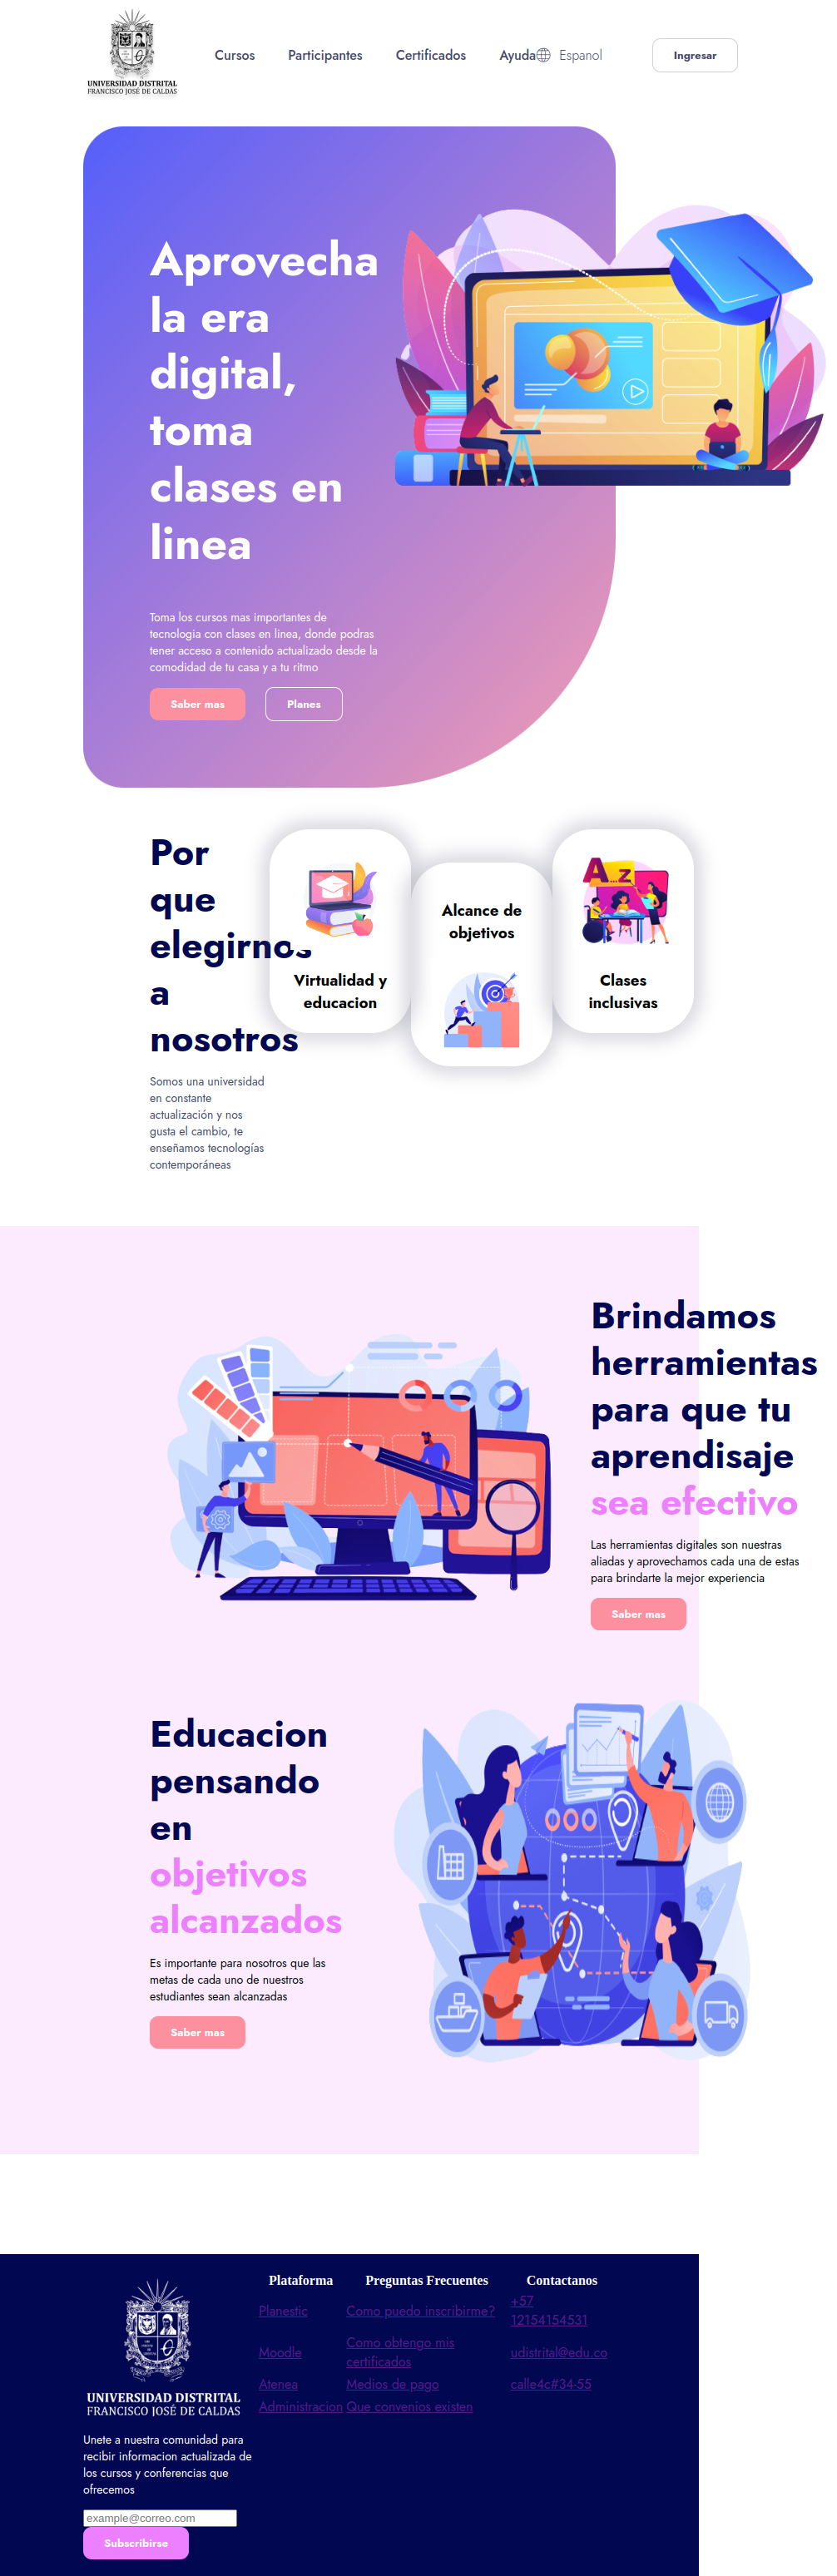 UNIVERSIDAD DISTRITAL
FRANCISCO JOSÉ DE CALDAS
Cursos
Participantes
Certificados
Ayuda
Espanol
Ingresar
Aprovecha
la era
digital,
toma
clases en
linea
Toma los cursos mas importantes de
tecnologia con clases en linea, donde podras
tener acceso a contenido actualizado desde la
comodidad de tu casa y a tu ritmo
Saber mas
Planes
Por
que
elegirnos
a
nosotros
Somos una universidad
en constante
actualización y nos
gusta el cambio, te
enseñamos tecnologías
contemporáneas
Virtualidad y
educacion
Alcance de
objetivos
A...z
Clases
inclusivas
Brindamos
herramientas
para que tu
aprendisaje
sea efectivo
Las herramientas digitales son nuestras
aliadas y aprovechamos cada una de estas
para brindarte la mejor experiencia
Saber mas
Educacion
pensando
en
objetivos
alcanzados
Es importante para nosotros que las
metas de cada uno de nuestros
estudiantes sean alcanzadas
Saber mas
UNIVERSIDAD DISTRITAL
FRANCISCO JOSÉ DE CALDAS
Unete a nuestra comunidad para
recibir informacion actualizada de
los cursos y conferencias que
ofrecemos
example@correo.com
Subscribirse
Plataforma
Preguntas Frecuentes
Contactanos
Planestic
Como puedo inscribirme?
+57
12154154531
Moodle
Como obtengo mis
certificados
udistrital@edu.co
Atenea
Medios de pago
calle4c#34-55
Administracion
Que convenios existen